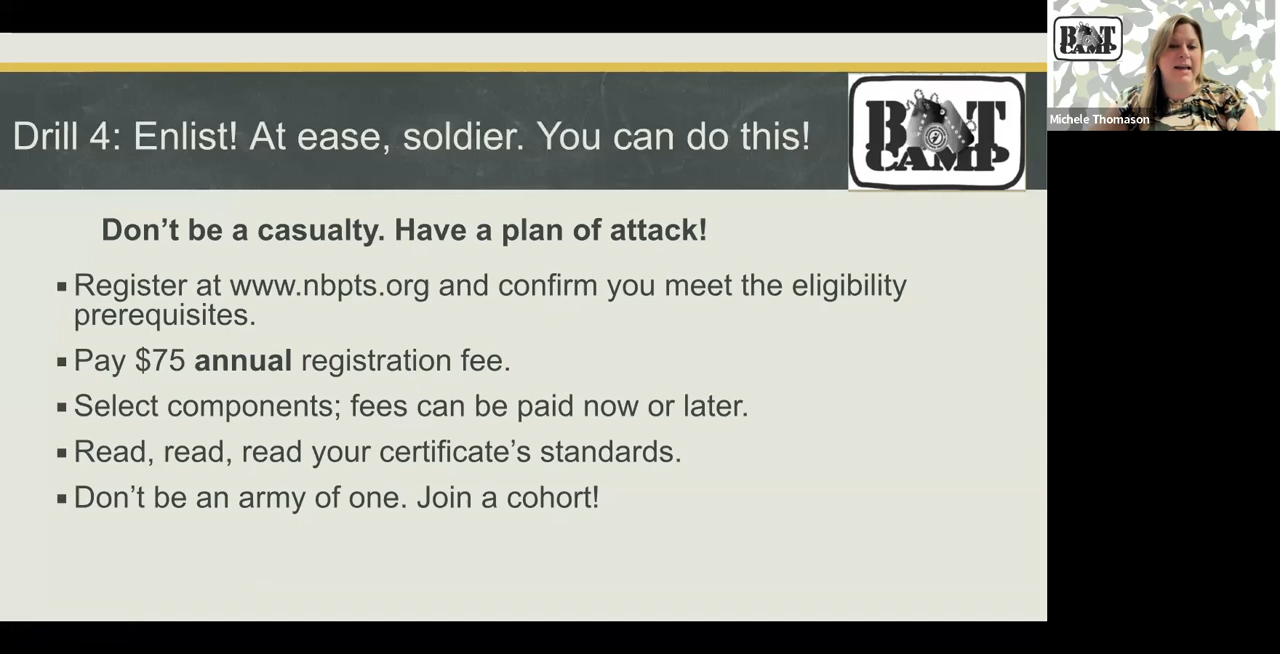 Drill 4: Enlist! At ease, soldier. You can do this!
BOOT
CAMP
BOOT
CAMP
Michele Thomason
Don't be a casualty. Have a plan of attack!
Register at www.nbpts.org and confirm you meet the eligibility
prerequisites.
Pay $75 annual registration fee.
Select components; fees can be paid now or later.
Read, read, read your certificate's standards.
Don't be an army of one. Join a cohort!